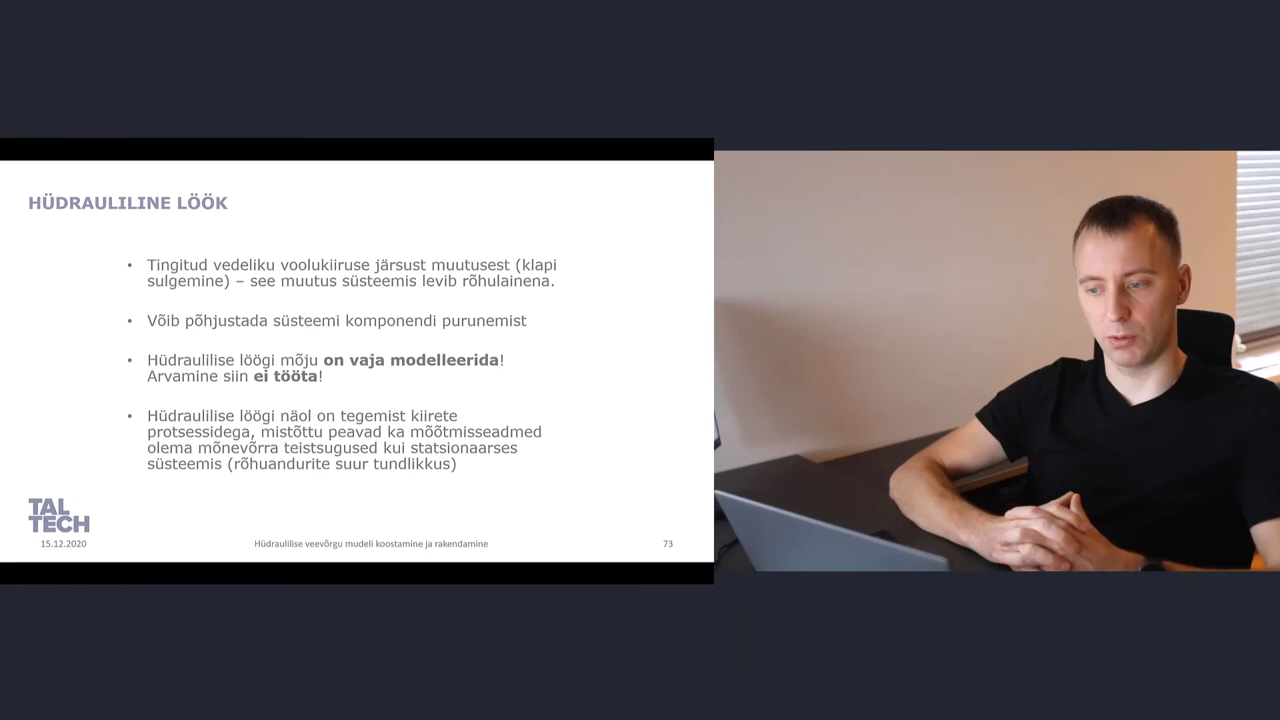 HÜDRAULILINE LÖÖK
• Tingitud vedeliku voolukiiruse järsust muutusest (klapi
sulgemine) – see muutus süsteemis levib rõhulainena.
• Võib põhjustada süsteemi komponendi purunemist
• Hüdraulilise löögi mõju on vaja modelleerida!
Arvamine siin ei tööta!
• Hüdraulilise löögi näol on tegemist kiirete
protsessidega, mistõttu peavad ka mõõtmisseadmed
olema mõnevõrra teistsugused kui statsionaarses
süsteemis (rõhuandurite suur tundlikkus)
TAL
TECH
15.12.2020
Hüdraulilise veevõrgu mudeli koostamine ja rakendamine
73